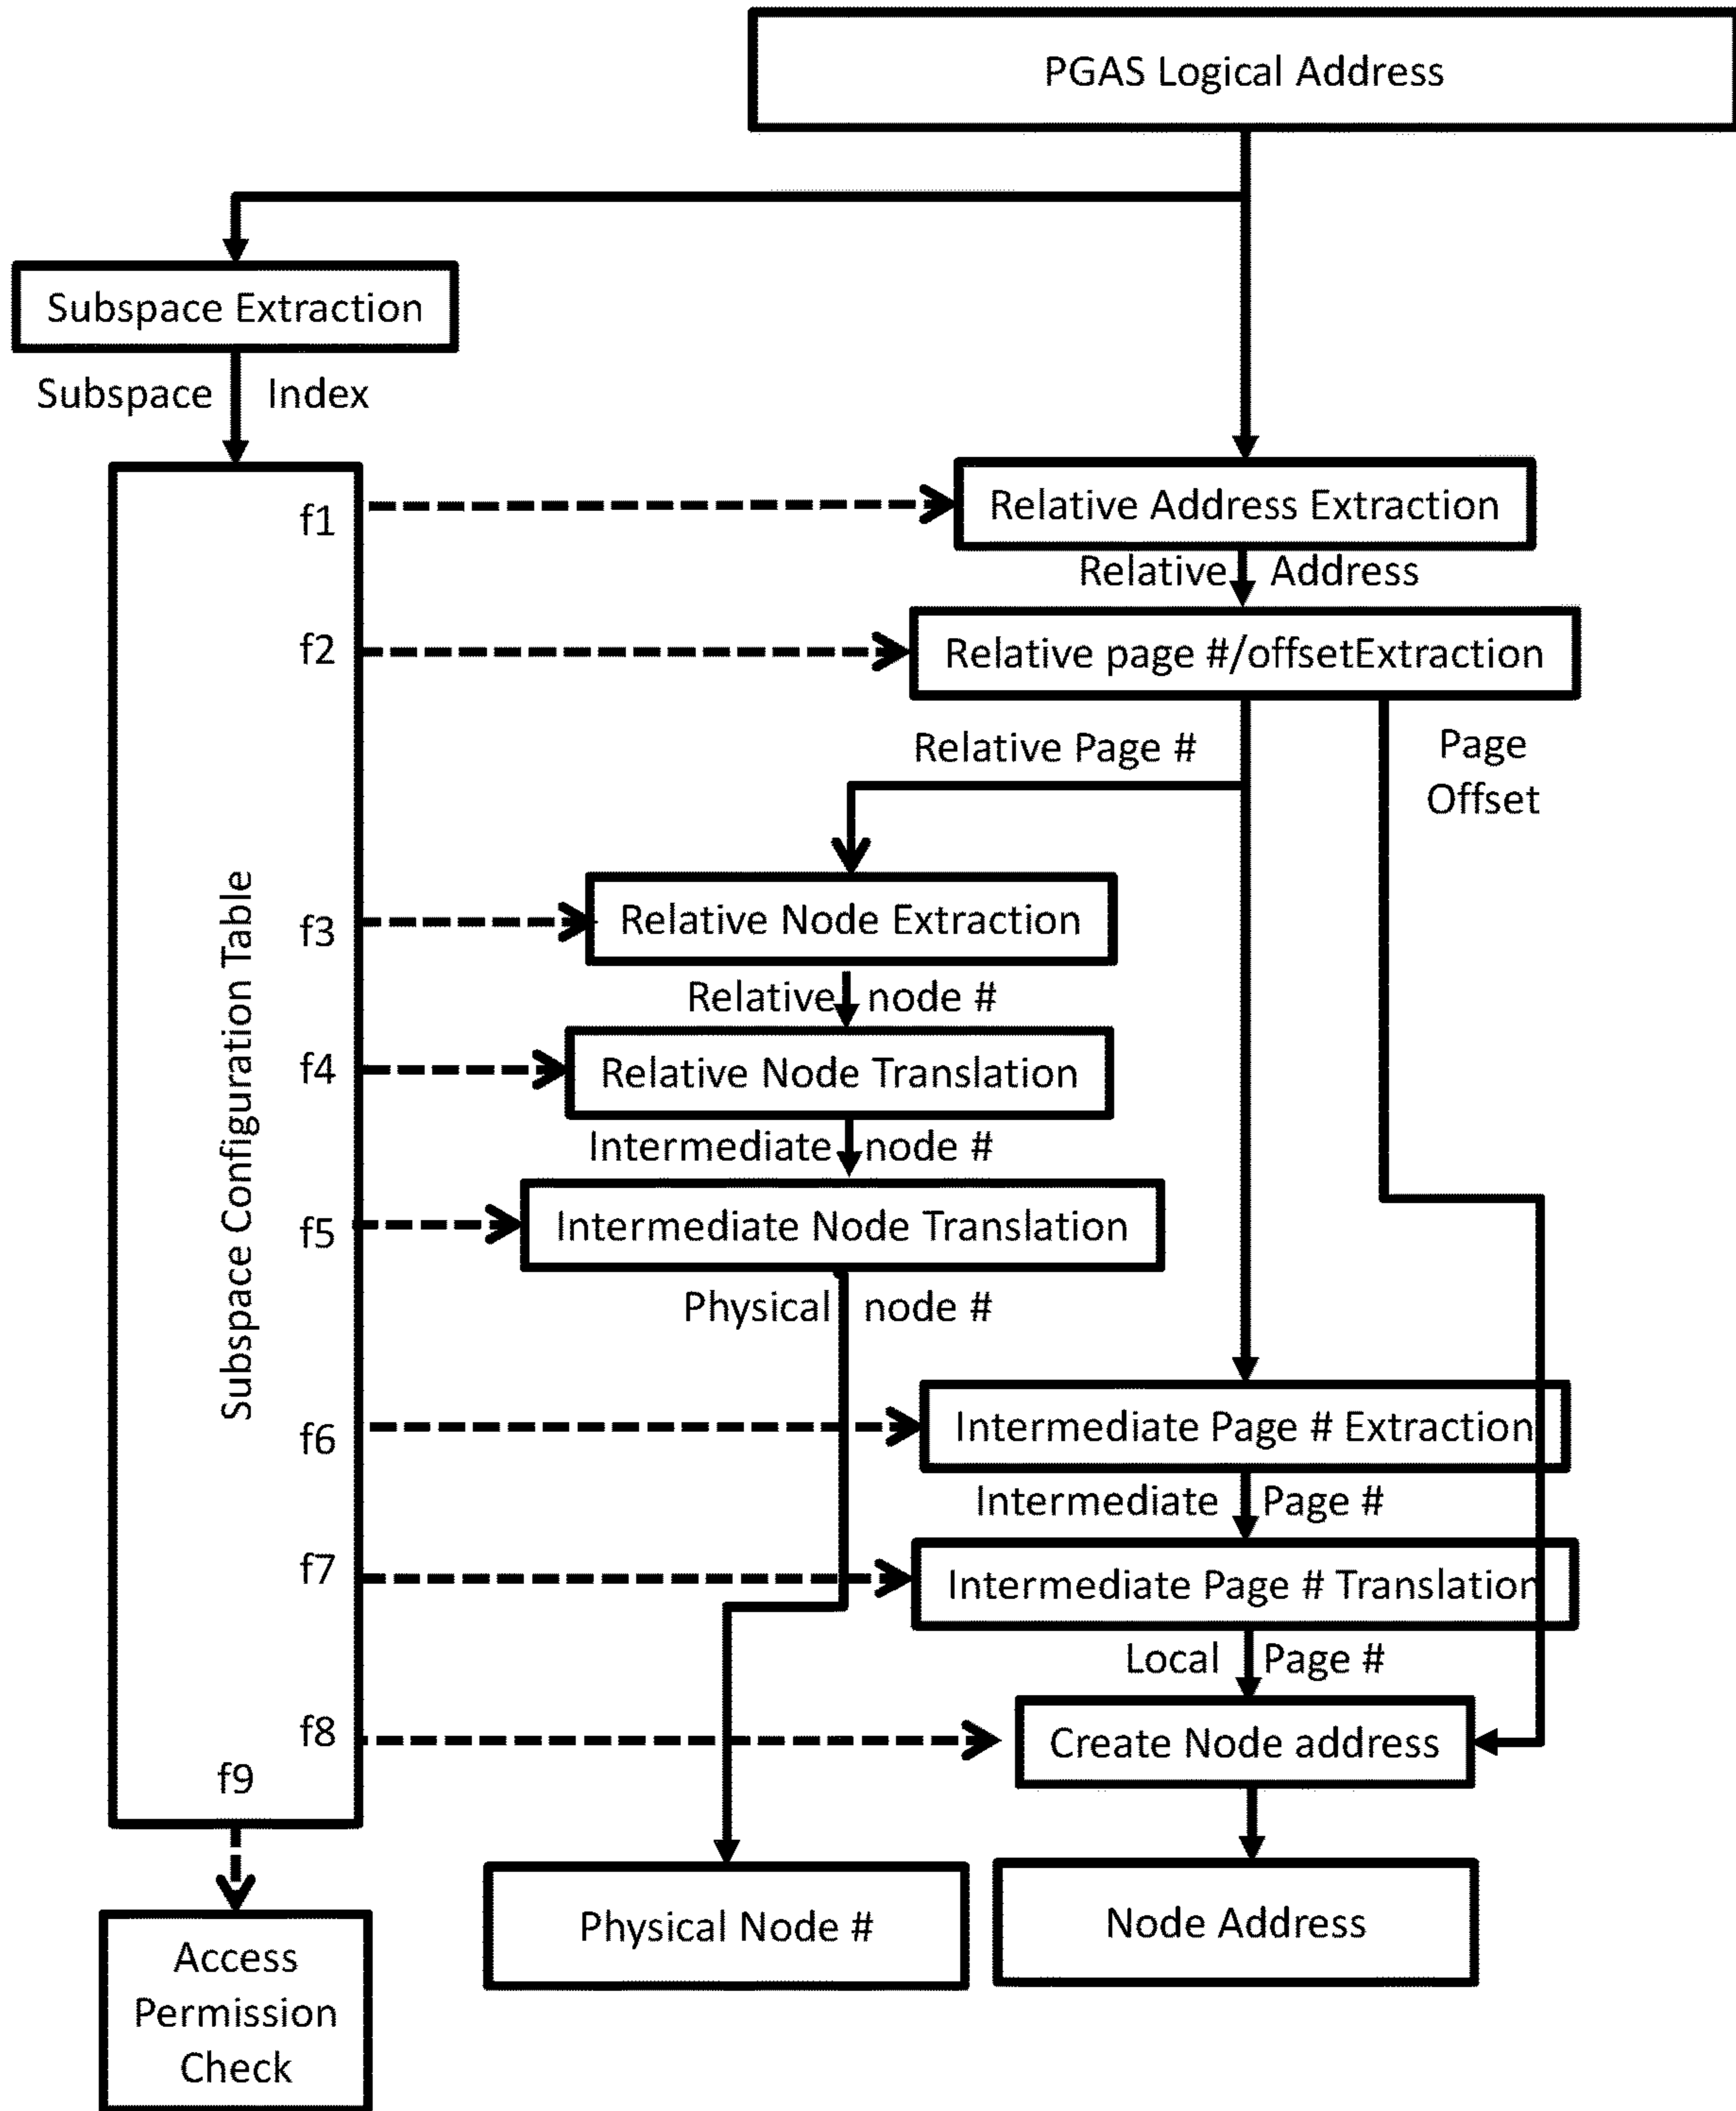 PGAS Logical Address
Subspace Extraction
Subspace Index
f1
Relative Address Extraction
Relative Address
f2
Relative page #/offsetExtraction
Relative Page #
Page
Offset
Subspace Configuration Table
f3
Relative Node Extraction
Relative node #
f4
Relative Node Translation
Intermediate node #
f5
Intermediate Node Translation
Physical node #
f6
Intermediate Page # Extraction
Intermediate Page #
f7
Intermediate Page # Translation
Local Page #
f8
Create Node address
f9
Physical Node #
Node Address
Access
Permission
Check